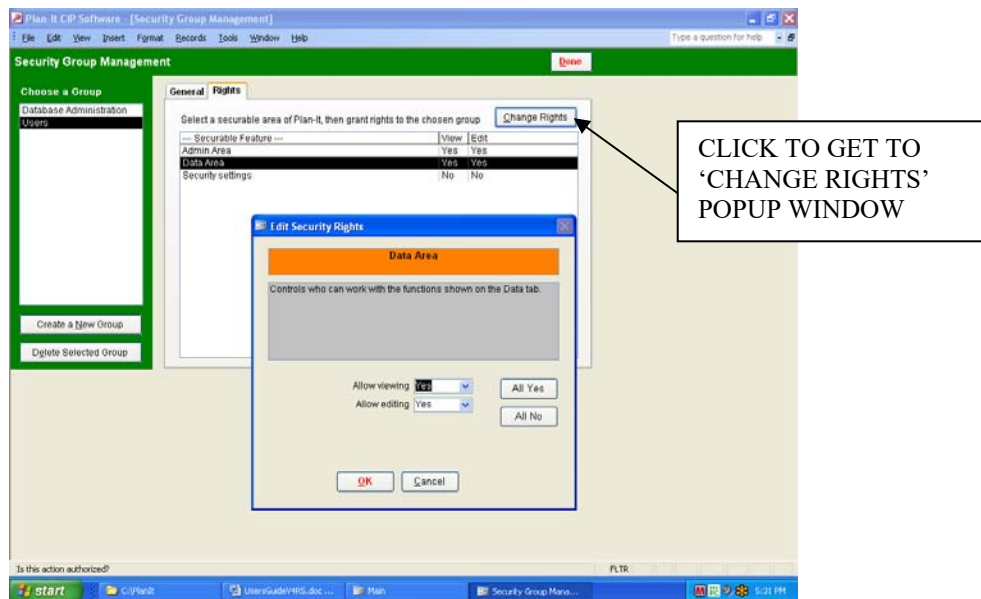 Plan-It CIP Software - [Security Group Management]
File Edit View Insert Format Records Tools Window Help
Type a question for help
Security Group Management
Done
Choose a Group
Database Administration
Users
Create a New Group
Delete Selected Group
General Rights
Select a securable area of Plan-It, then grant rights to the chosen group
Change Rights
--- Securable Feature --- View Edit
Admin Area Yes Yes
Data Area Yes Yes
Security settings No No
CLICK TO GET TO
‘CHANGE RIGHTS’
POPUP WINDOW
Edit Security Rights
Data Area
Controls who can work with the functions shown on the Data tab.
Allow viewing Yes
Allow editing Yes
All Yes
All No
OK Cancel
Is this action authorized?
FLTR
start
C:\PlanIt
UsersGuideV4RS.doc ...
Main
Security Group Mana...
5:31 PM